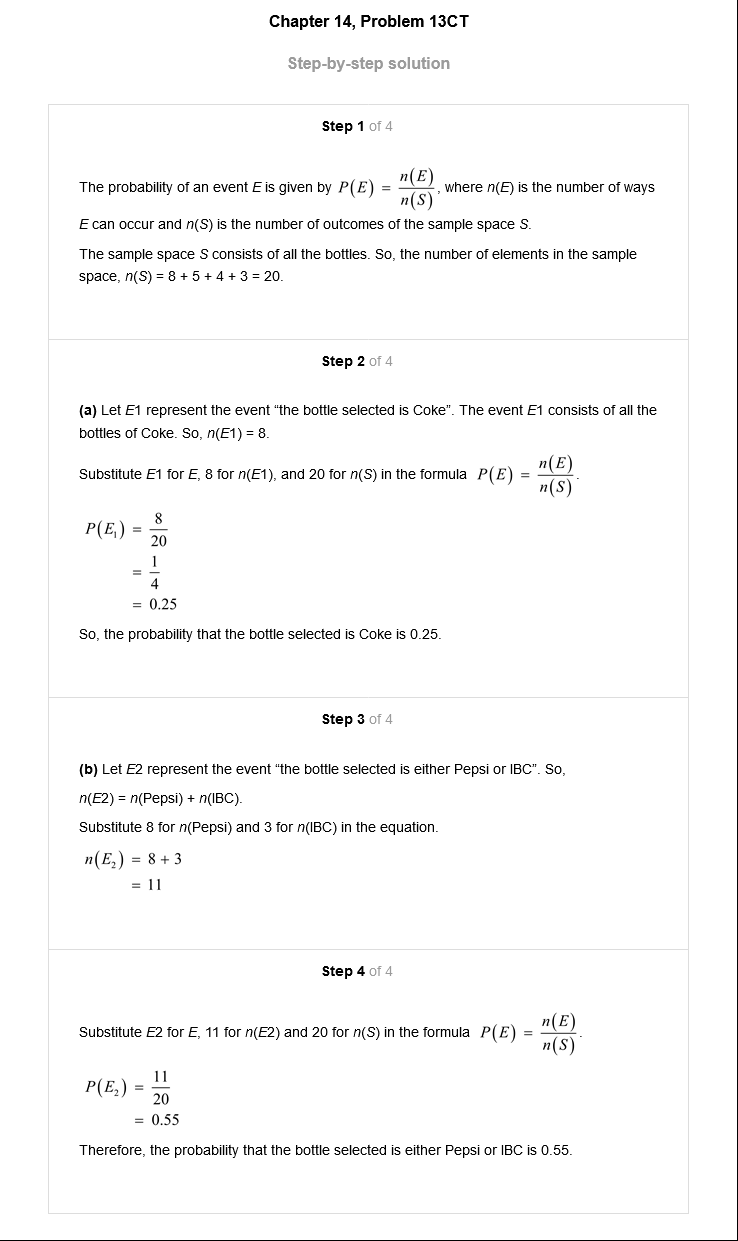 Chapter 14, Problem 13CT
Step-by-step solution
Step 1 of 4
The probability of an event E is given by P(E) = n(E)/n(S), where n(E) is the number of ways
E can occur and n(S) is the number of outcomes of the sample space S.
The sample space S consists of all the bottles. So, the number of elements in the sample
space, n(S) = 8 + 5 + 4 + 3 = 20.
Step 2 of 4
(a) Let E1 represent the event “the bottle selected is Coke”. The event E1 consists of all the
bottles of Coke. So, n(E1) = 8.
Substitute E1 for E, 8 for n(E1), and 20 for n(S) in the formula P(E) = n(E)/n(S).
P(E₁) = 8/20
= 1/4
= 0.25
So, the probability that the bottle selected is Coke is 0.25.
Step 3 of 4
(b) Let E2 represent the event “the bottle selected is either Pepsi or IBC”. So,
n(E2) = n(Pepsi) + n(IBC).
Substitute 8 for n(Pepsi) and 3 for n(IBC) in the equation.
n(E₂) = 8 + 3
= 11
Step 4 of 4
Substitute E2 for E, 11 for n(E2) and 20 for n(S) in the formula P(E) = n(E)/n(S).
P(E₂) = 11/20
= 0.55
Therefore, the probability that the bottle selected is either Pepsi or IBC is 0.55.